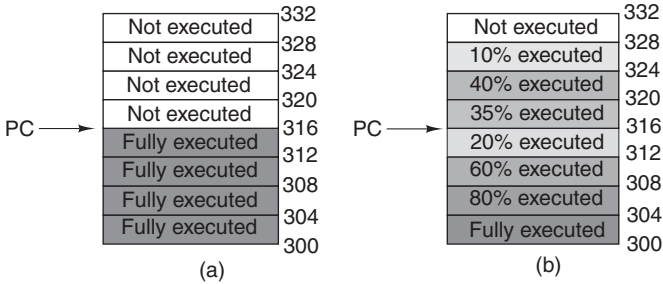 332
Not executed
328
Not executed
324
Not executed
320
Not executed
316
PC
Fully executed
312
Fully executed
308
Fully executed
304
Fully executed
300
(a)
332
Not executed
328
10% executed
324
40% executed
320
35% executed
316
PC
20% executed
312
60% executed
308
80% executed
304
Fully executed
300
(b)